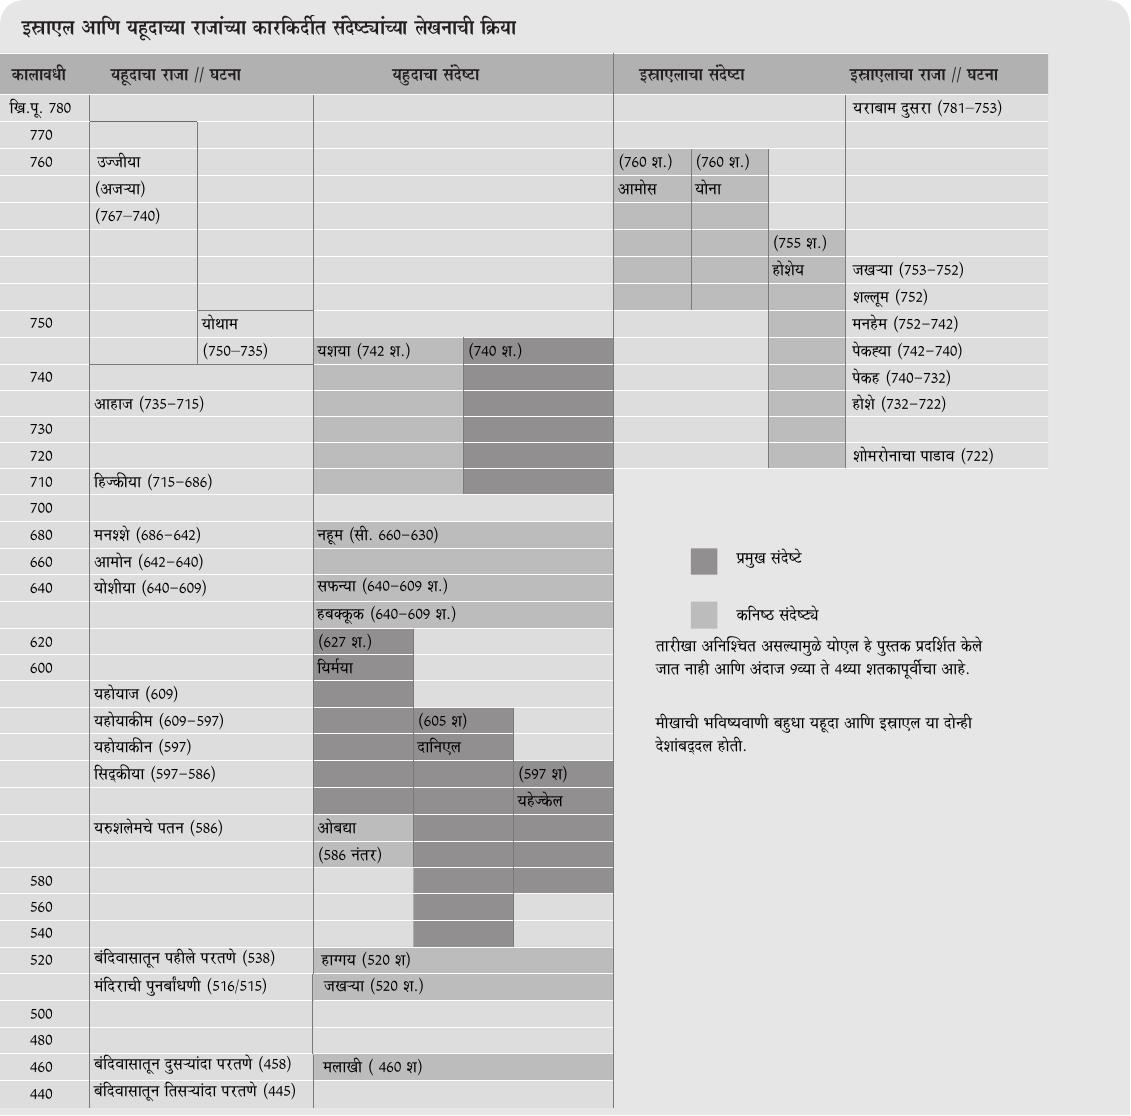 इस्राएल आणि यहूदाच्या राजांच्या कारकिर्दीत संदेष्ट्यांच्या लेखनाची क्रिया
कालावधी यहूदाचा राजा // घटना यहुदाचा संदेष्टा इस्राएलाचा संदेष्टा इस्राएलाचा राजा // घटना
ख्रि.पू. 780 यराबाम दुसरा (781–753)
770
760 उज्जीया (760 श.) (760 श.)
(अजऱ्या) आमोस योना
(767–740)
(755 श.)
होशेय जखऱ्या (753–752)
शल्लूम (752)
750 योथाम मनहेम (752–742)
(750–735) यशया (742 श.) (740 श.) पेकह्या (742–740)
740 पेकह (740–732)
आहाज (735–715) होशे (732–722)
730
720 शोमरोनाचा पाडाव (722)
710 हिज्कीया (715–686)
700
680 मनश्शे (686–642) नहूम (सी. 660–630)
660 आमोन (642–640)
640 योशीया (640–609) सफन्या (640–609 श.)
हबक्कूक (640–609 श.)
620 (627 श.)
600 यिर्मया
यहोयाज (609)
यहोयाकीम (609–597) (605 श)
यहोयाकीन (597) दानिएल
सिद्कीया (597–586) (597 श)
यहेज्केल
यरुशलेमचे पतन (586) ओबद्या
(586 नंतर)
580
560
540
520 बंदिवासातून पहीले परतणे (538) हाग्गय (520 श)
मंदिराची पुनर्बांधणी (516/515) जखऱ्या (520 श.)
500
480
460 बंदिवासातून दुसऱ्यांदा परतणे (458) मलाखी ( 460 श)
440 बंदिवासातून तिसऱ्यांदा परतणे (445)
प्रमुख संदेष्टे
कनिष्ठ संदेष्ट्ये
तारीखा अनिश्चित असल्यामुळे योएल हे पुस्तक प्रदर्शित केले
जात नाही आणि अंदाज 9व्या ते 4थ्या शतकापूर्वीचा आहे.
मीखाची भविष्यवाणी बहुधा यहूदा आणि इस्राएल या दोन्ही
देशांबद्दल होती.